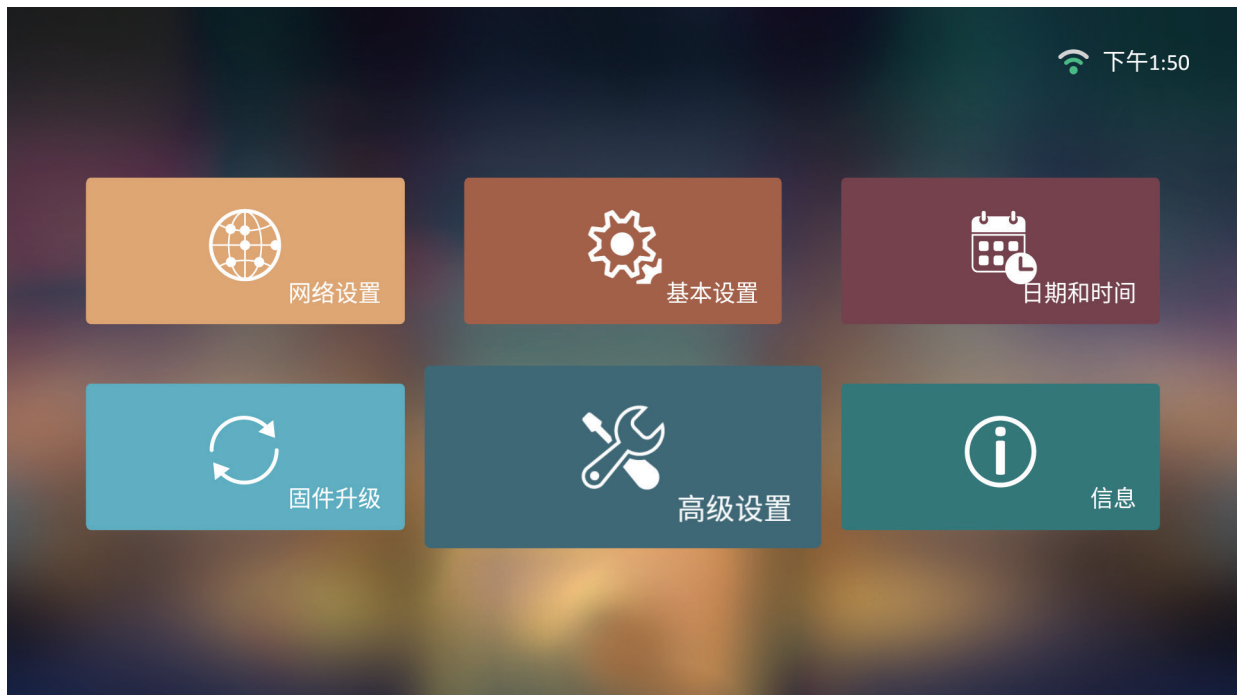 下午1:50
网络设置
基本设置
日期和时间
固件升级
高级设置
信息